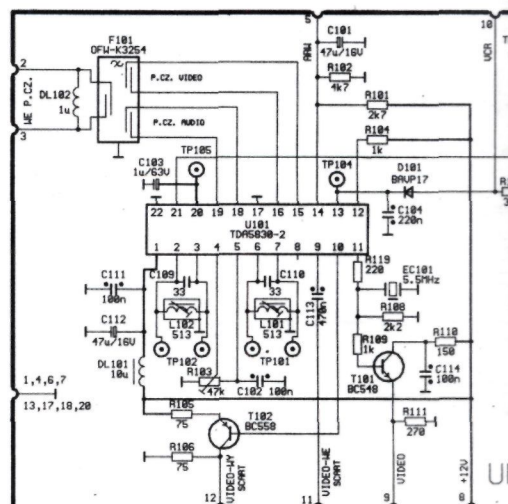 5
10
F101
OFW-K3254
C101
47u/16V
ARW
VCR
2
P.CZ. VIDEO
R102
4k7
DL102
1u
R101
2k7
WE P.CZ.
P.CZ. AUDIO
R104
1k
3
TP105
C103
1u/63V
TP104
D101
BAVP17
C104
220n
22 21 20 19 18 17 16 15 14 13 12
U101
TDA5830-2
1 2 3 4 5 6 7 8 9 10 11
R119
220
C111
100n
C109
33
C110
33
EC101
5.5MHz
C113
470n
L102
513
L101
513
R108
2k2
C112
47u/16V
TP102
TP101
R109
1k
R110
150
DL101
10u
R103
47k
C102
100n
T101
BC548
C114
100n
1,4,6,7
13,17,18,20
R105
75
T102
BC558
R111
270
R106
75
VIDEO-WY
SCART
VIDEO-WE
SCART
VIDEO
+12V
12
11
9
8